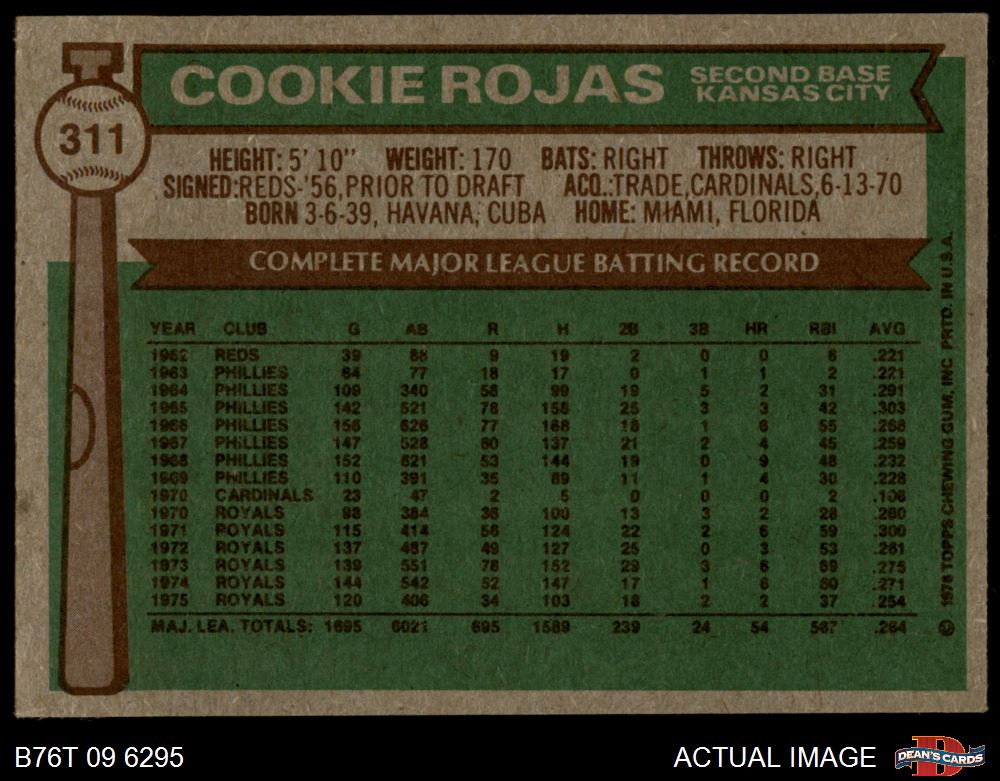 COOKIE ROJAS
SECOND BASE
KANSAS CITY
311
HEIGHT: 5' 10" WEIGHT: 170 BATS: RIGHT THROWS: RIGHT
SIGNED:REDS-'56,PRIOR TO DRAFT ACQ.:TRADE,CARDINALS,6-13-70
BORN 3-6-39, HAVANA, CUBA HOME: MIAMI, FLORIDA
COMPLETE MAJOR LEAGUE BATTING RECORD
YEAR CLUB G AB R H 2B 3B HR RBI AVG
1962 REDS 39 86 9 19 2 0 0 6 .221
1963 PHILLIES 64 77 18 17 0 1 1 2 .221
1964 PHILLIES 109 340 58 99 19 5 2 31 .291
1965 PHILLIES 142 521 78 158 25 3 3 42 .303
1966 PHILLIES 156 626 77 168 18 1 6 55 .268
1967 PHILLIES 147 528 60 137 21 2 4 45 .259
1968 PHILLIES 152 621 53 144 19 0 9 48 .232
1969 PHILLIES 110 391 35 89 11 1 4 30 .228
1970 CARDINALS 23 47 2 5 0 0 0 2 .106
1970 ROYALS 98 384 36 103 13 3 2 28
1971 ROYALS 115 414 56 124 22 2 6 59 .300
1972 ROYALS 137 487 49 127 25 0 3 53 .261
1973 ROYALS 139 551 78 152 29 3 6 69 .275
1974 ROYALS 144 542 52 147 17 1 6 60 .271
1975 ROYALS 120 406 34 103 18 2 2 37 .254
MAJ. LEA. TOTALS: 1695 6021 695 1589 239 24 54 567 .264
© 1976 TOPPS CHEWING GUM, INC. PRTD. IN U.S.A.
B76T 09 6295
ACTUAL IMAGE
D
DEAN'S CARDS